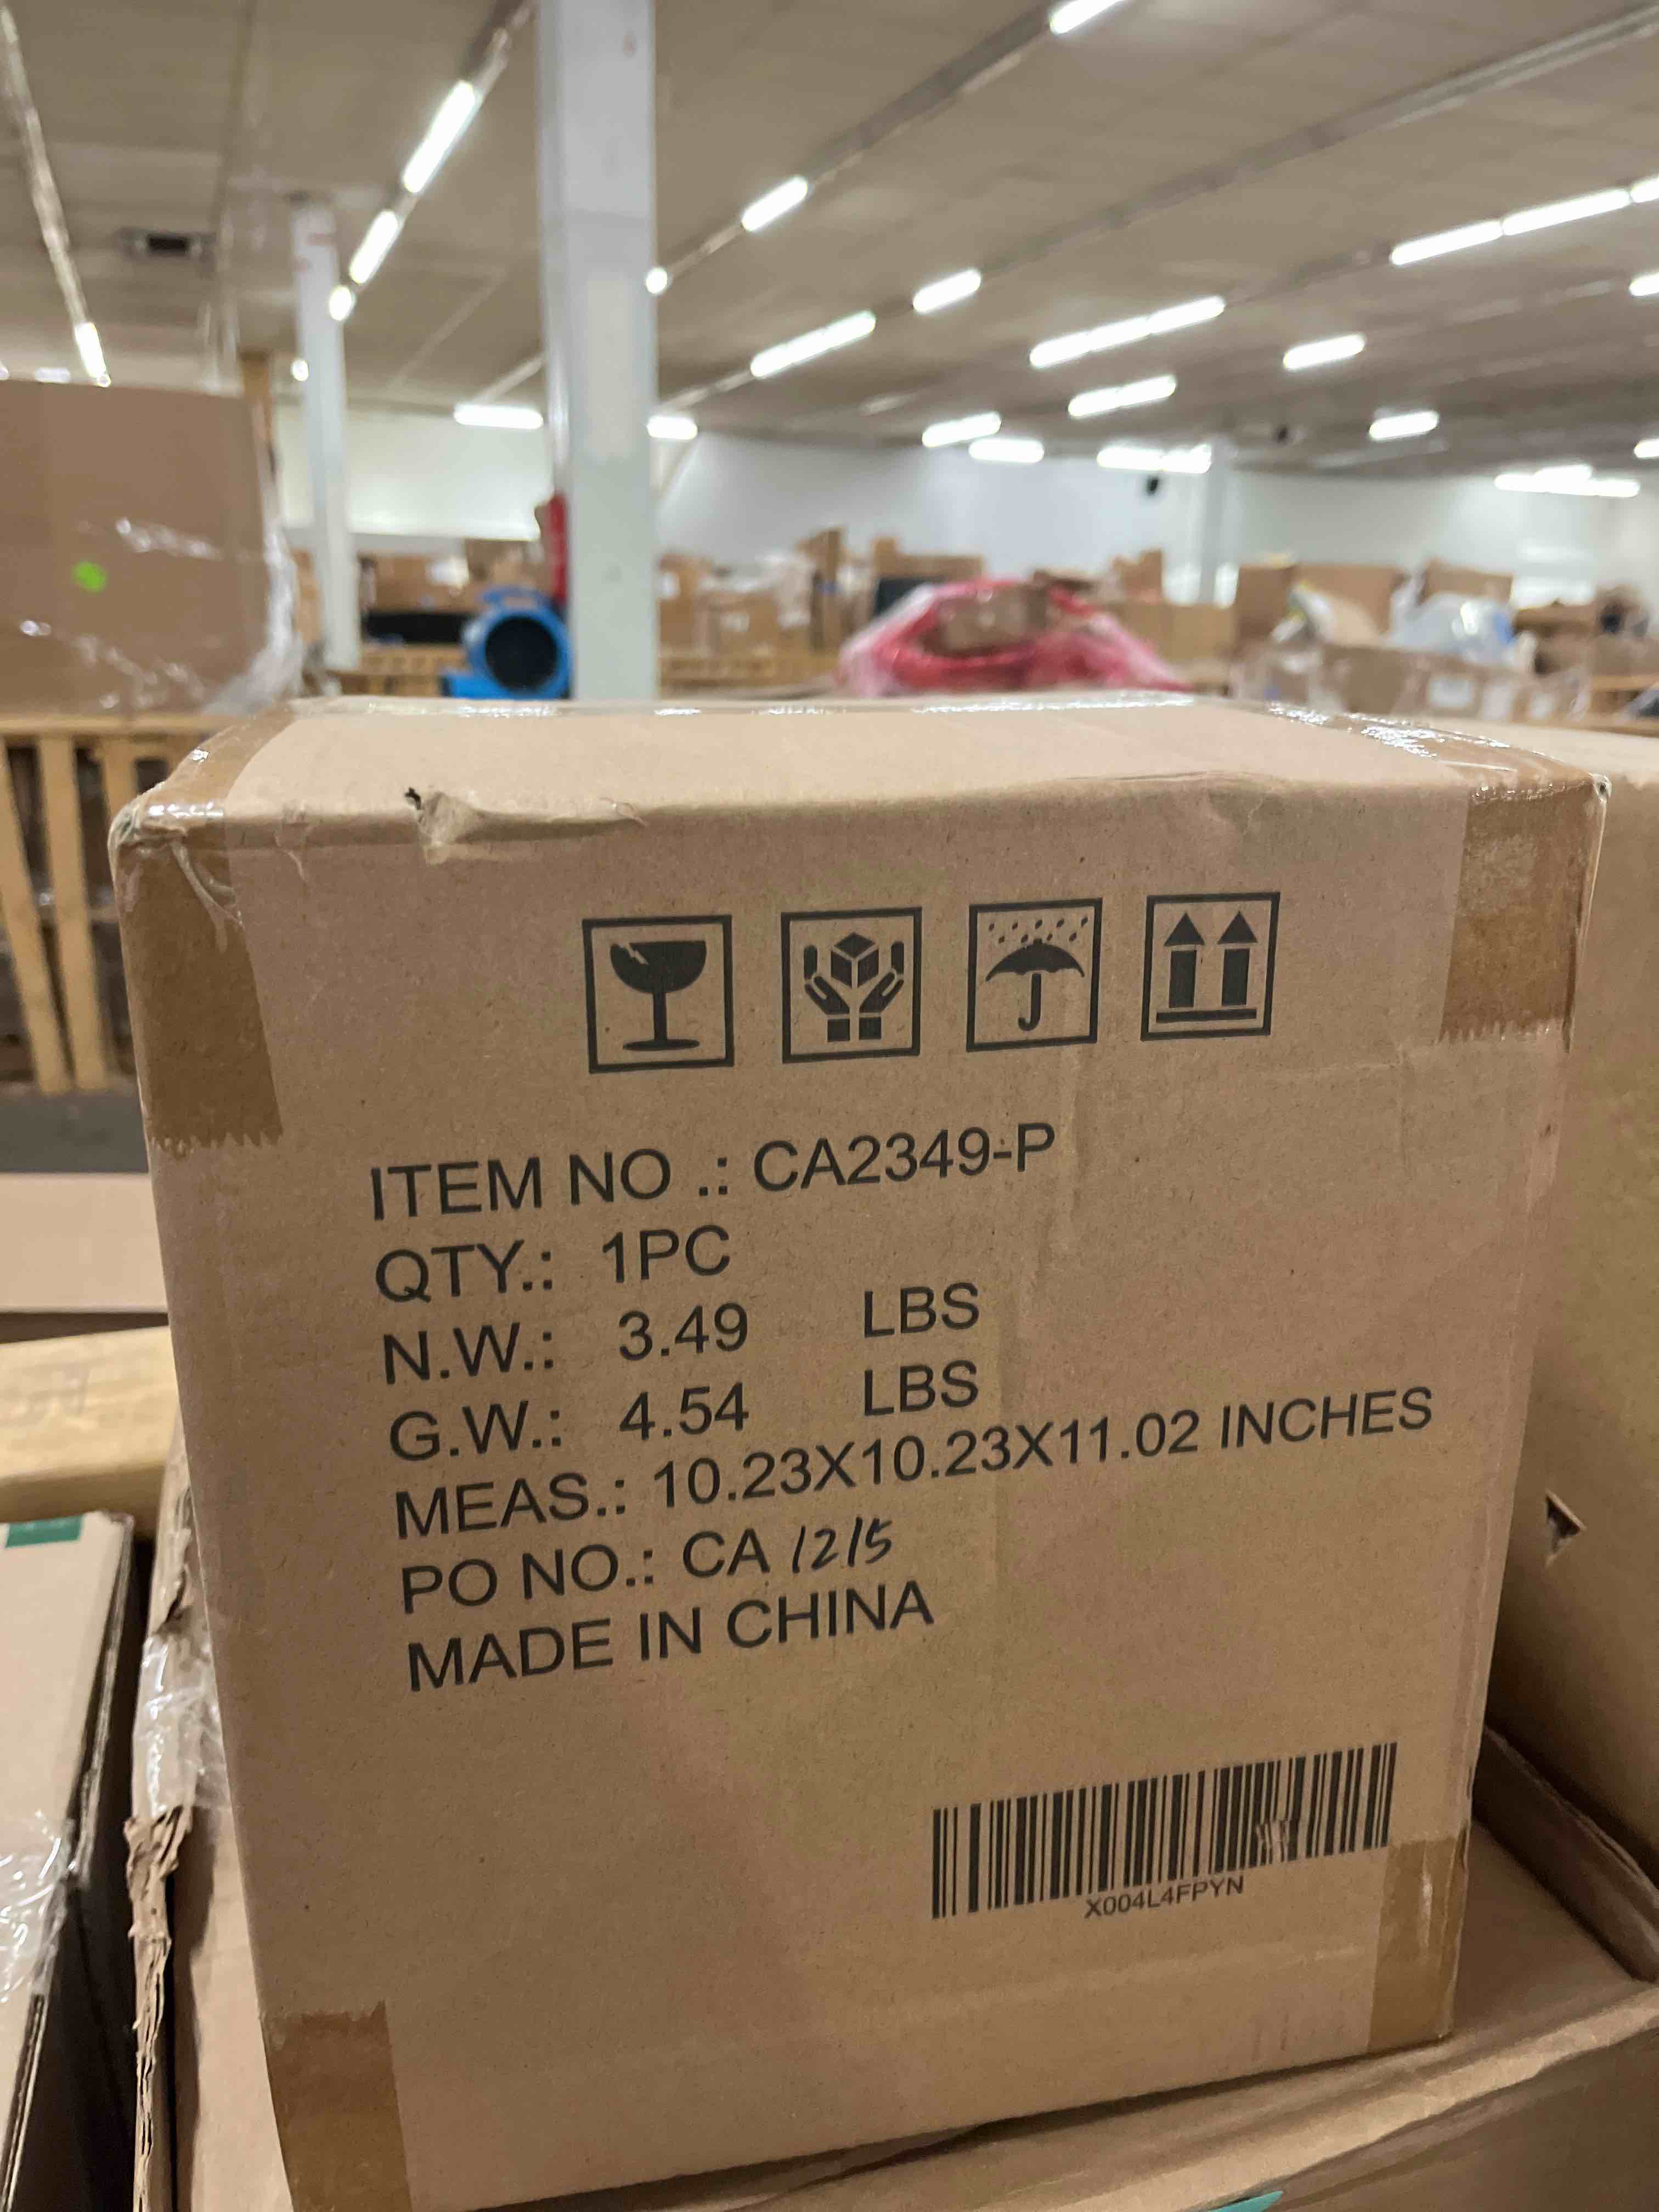 ITEM NO .: CA2349-P
QTY.: 1PC
N.W.: 3.49 LBS
G.W.: 4.54 LBS
MEAS.: 10.23X10.23X11.02 INCHES
PO NO.: CA 1215
MADE IN CHINA
X004L4FPYN